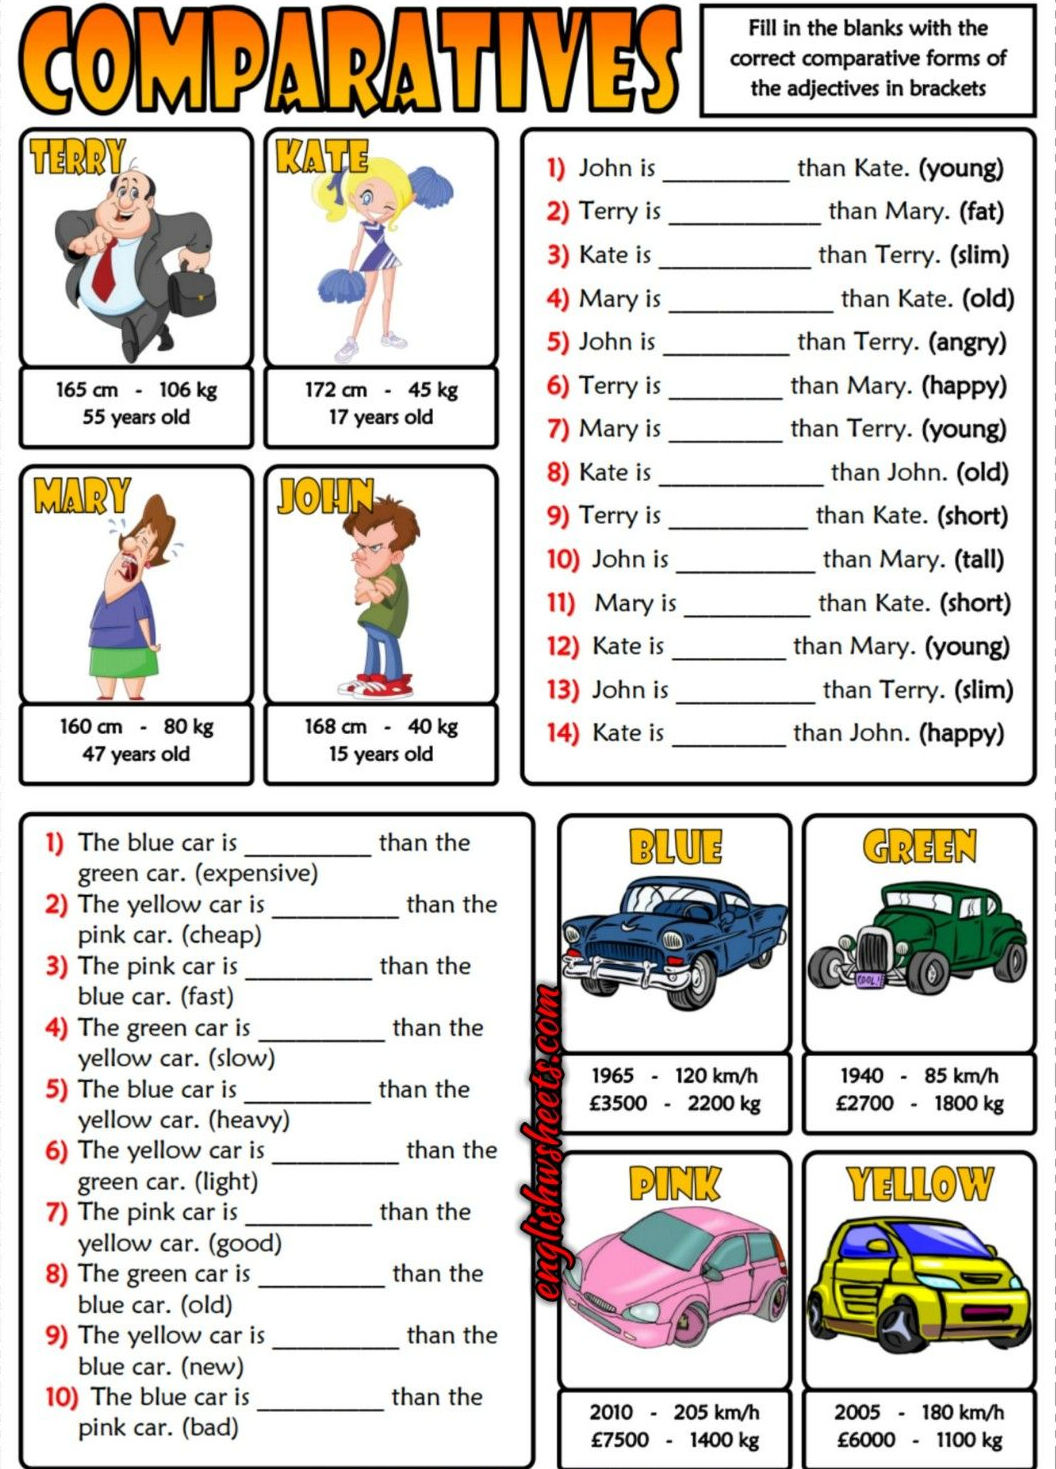 COMPARATIVES
Fill in the blanks with the
correct comparative forms of
the adjectives in brackets
TERRY
165 cm - 106 kg
55 years old
KATE
172 cm - 45 kg
17 years old
MARY
160 cm - 80 kg
47 years old
JOHN
168 cm - 40 kg
15 years old
1) John is __________ than Kate. (young)
2) Terry is ____________ than Mary. (fat)
3) Kate is ____________ than Terry. (slim)
4) Mary is _____________ than Kate. (old)
5) John is __________ than Terry. (angry)
6) Terry is _________ than Mary. (happy)
7) Mary is _________ than Terry. (young)
8) Kate is _____________ than John. (old)
9) Terry is ___________ than Kate. (short)
10) John is ___________ than Mary. (tall)
11) Mary is __________ than Kate. (short)
12) Kate is _________ than Mary. (young)
13) John is ___________ than Terry. (slim)
14) Kate is _________ than John. (happy)
1) The blue car is __________ than the
green car. (expensive)
2) The yellow car is __________ than the
pink car. (cheap)
3) The pink car is __________ than the
blue car. (fast)
4) The green car is __________ than the
yellow car. (slow)
5) The blue car is __________ than the
yellow car. (heavy)
6) The yellow car is __________ than the
green car. (light)
7) The pink car is __________ than the
yellow car. (good)
8) The green car is __________ than the
blue car. (old)
9) The yellow car is __________ than the
blue car. (new)
10) The blue car is __________ than the
pink car. (bad)
englishwsheets.com
BLUE
1965 - 120 km/h
£3500 - 2200 kg
GREEN
COOL!
1940 - 85 km/h
£2700 - 1800 kg
PINK
2010 - 205 km/h
£7500 - 1400 kg
YELLOW
2005 - 180 km/h
£6000 - 1100 kg